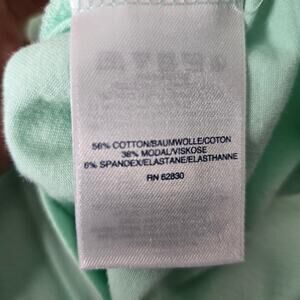 56% COTTON/BAUMWOLLE/COTON
38% MODAL/VISKOSE
6% SPANDEX/ELASTANE/ELASTHANNE
RN 62830